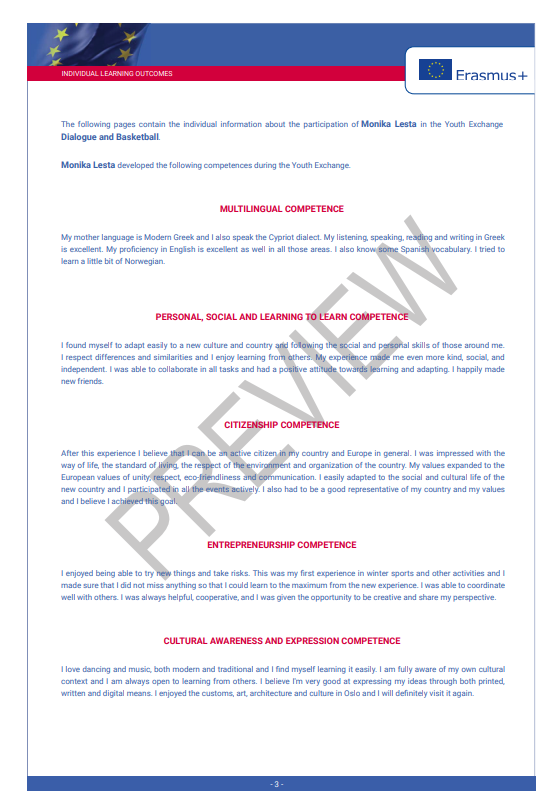 INDIVIDUAL LEARNING OUTCOMES
Erasmus+
The following pages contain the individual information about the participation of Monika Lesta in the Youth Exchange
Dialogue and Basketball.
Monika Lesta developed the following competences during the Youth Exchange.
MULTILINGUAL COMPETENCE
My mother language is Modern Greek and I also speak the Cypriot dialect. My listening, speaking, reading and writing in Greek
is excellent. My proficiency in English is excellent as well in all those areas. I also know some Spanish vocabulary. I tried to
learn a little bit of Norwegian.
PERSONAL, SOCIAL AND LEARNING TO LEARN COMPETENCE
I found myself to adapt easily to a new culture and country and following the social and personal skills of those around me.
I respect differences and similarities and I enjoy learning from others. My experience made me even more kind, social, and
independent. I was able to collaborate in all tasks and had a positive attitude towards learning and adapting. I happily made
new friends.
CITIZENSHIP COMPETENCE
After this experience I believe that I can be an active citizen in my country and Europe in general. I was impressed with the
way of life, the standard of living, the respect of the environment and organization of the country. My values expanded to the
European values of unity, respect, eco-friendliness and communication. I easily adapted to the social and cultural life of the
new country and I participated in all the events actively. I also had to be a good representative of my country and my values
and I believe I achieved this goal.
ENTREPRENEURSHIP COMPETENCE
I enjoyed being able to try new things and take risks. This was my first experience in winter sports and other activities and I
made sure that I did not miss anything so that I could learn to the maximum from the new experience. I was able to coordinate
well with others. I was always helpful, cooperative, and I was given the opportunity to be creative and share my perspective.
CULTURAL AWARENESS AND EXPRESSION COMPETENCE
I love dancing and music, both modern and traditional and I find myself learning it easily. I am fully aware of my own cultural
context and I am always open to learning from others. I believe I'm very good at expressing my ideas through both printed,
written and digital means. I enjoyed the customs, art, architecture and culture in Oslo and I will definitely visit it again.
PREVIEW
- 3 -